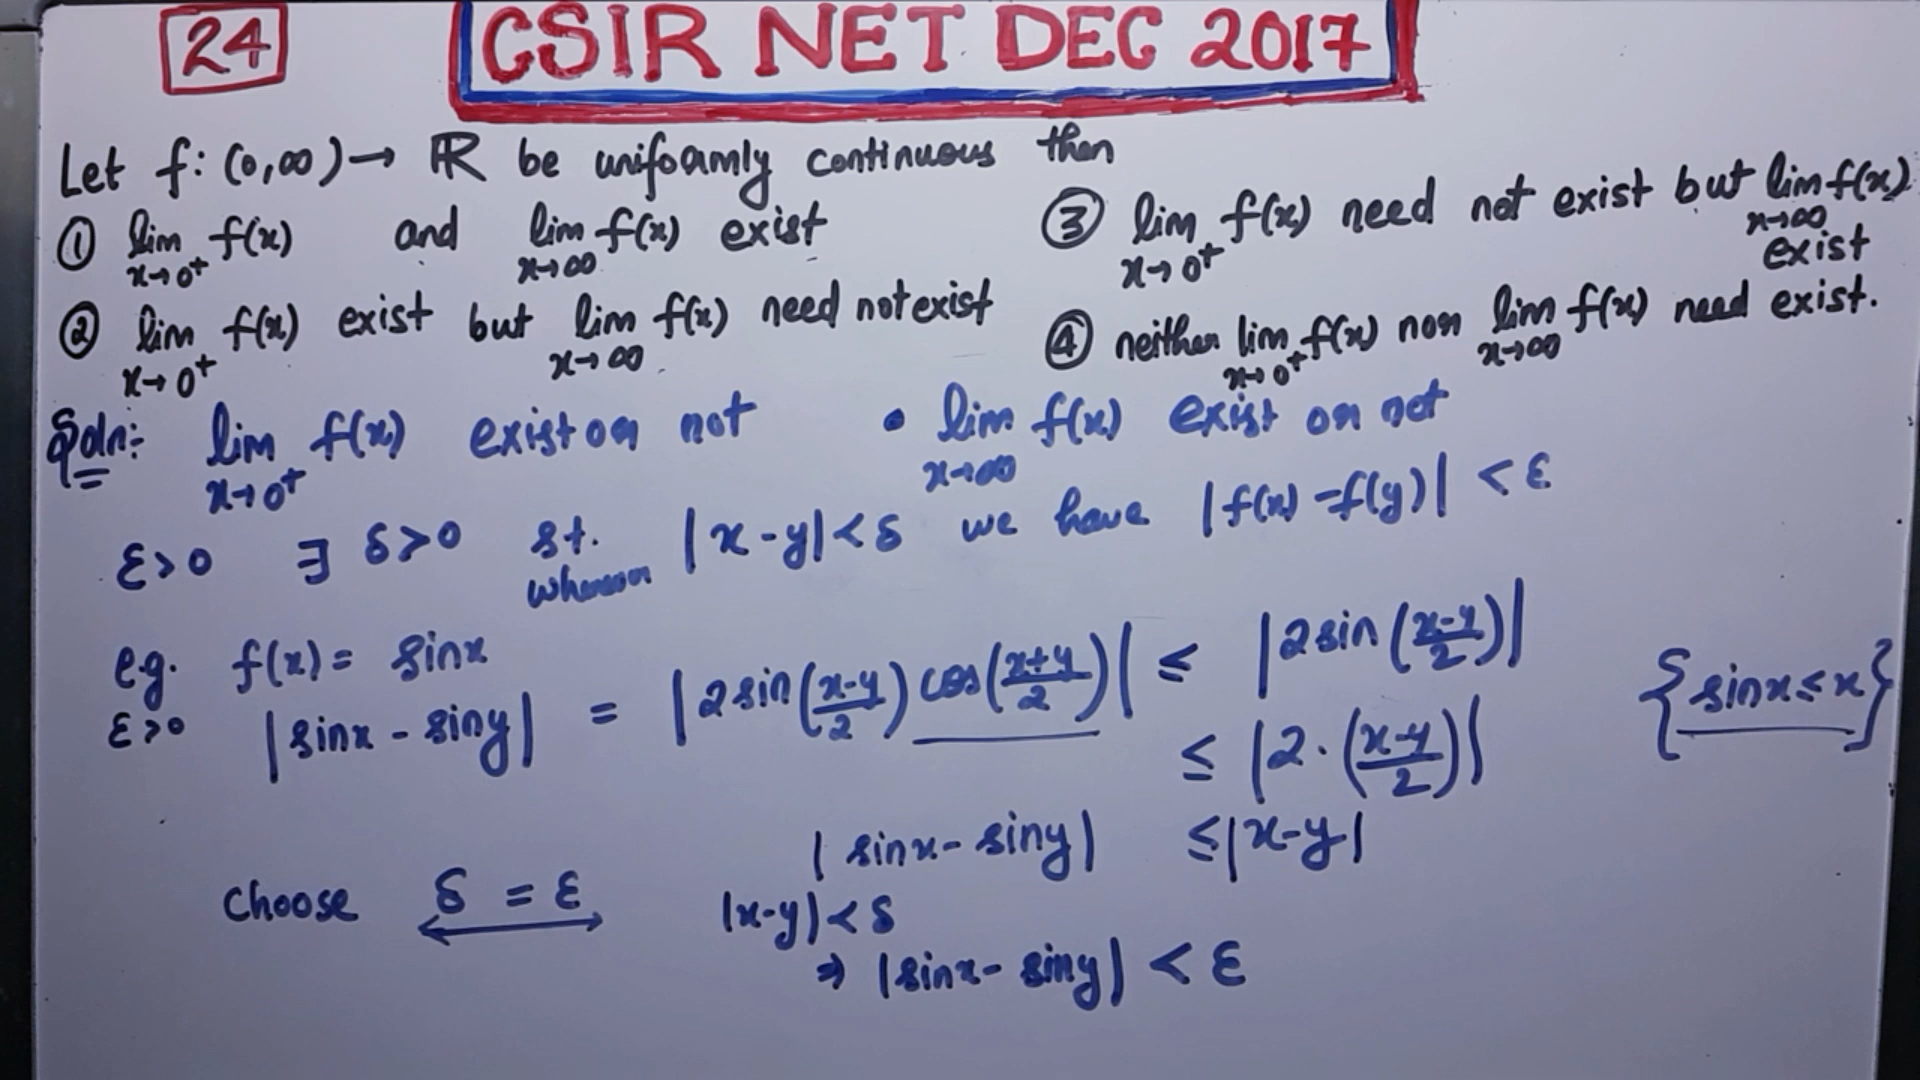 24
CSIR NET DEC 2017
Let f: (0,∞) → ℝ be uniformly continuous then
① lim x→0⁺ f(x) and lim x→∞ f(x) exist
② lim x→0⁺ f(x) exist but lim x→∞ f(x) need not exist
③ lim x→0⁺ f(x) need not exist but lim x→∞ f(x) exist
④ neither lim x→0⁺ f(x) nor lim x→∞ f(x) need exist.
Soln:- lim x→0⁺ f(x) exist or not • lim x→∞ f(x) exist or not
ε>0 ∃ δ>0 st. whenever |x-y|<δ we have |f(x)-f(y)| < ε
e.g. f(x) = sinx
ε>0 |sinx - siny| = |2sin((x-y)/2) cos((x+y)/2)| ≤ |2sin((x-y)/2)|
≤ |2·((x-y)/2)|
{sinx≤x}
|sinx-siny| ≤|x-y|
choose δ = ε |x-y|<δ
⇒ |sinx-siny| < ε